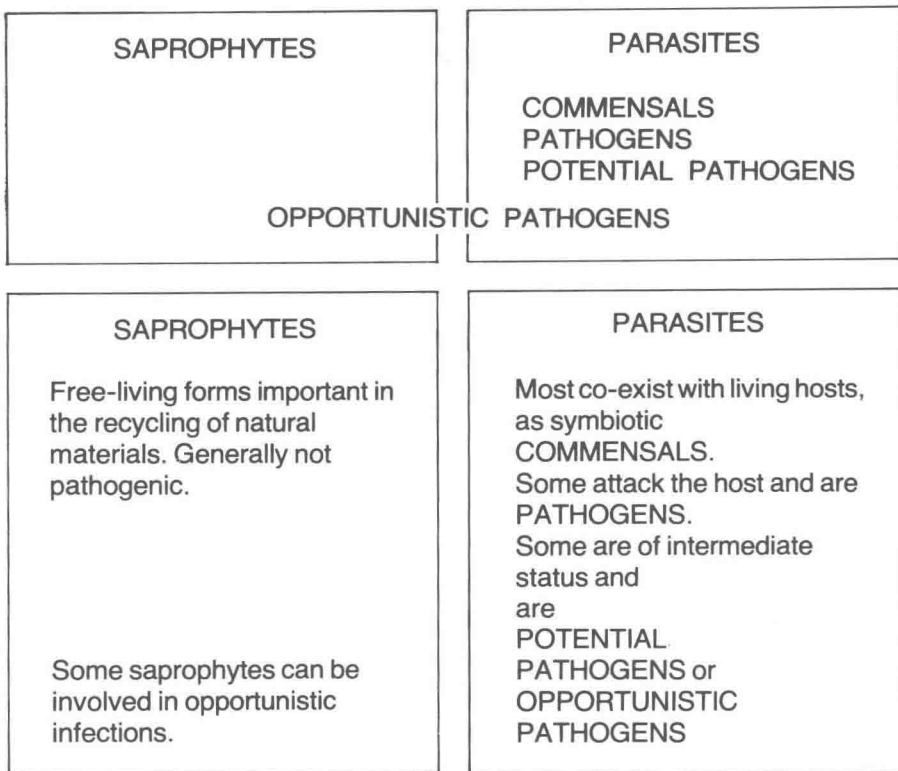 SAPROPHYTES
PARASITES
COMMENSALS
PATHOGENS
POTENTIAL PATHOGENS
OPPORTUNISTIC PATHOGENS
SAPROPHYTES
Free-living forms important in
the recycling of natural
materials. Generally not
pathogenic.
Some saprophytes can be
involved in opportunistic
infections.
PARASITES
Most co-exist with living hosts,
as symbiotic
COMMENSALS.
Some attack the host and are
PATHOGENS.
Some are of intermediate
status and
are
POTENTIAL
PATHOGENS or
OPPORTUNISTIC
PATHOGENS